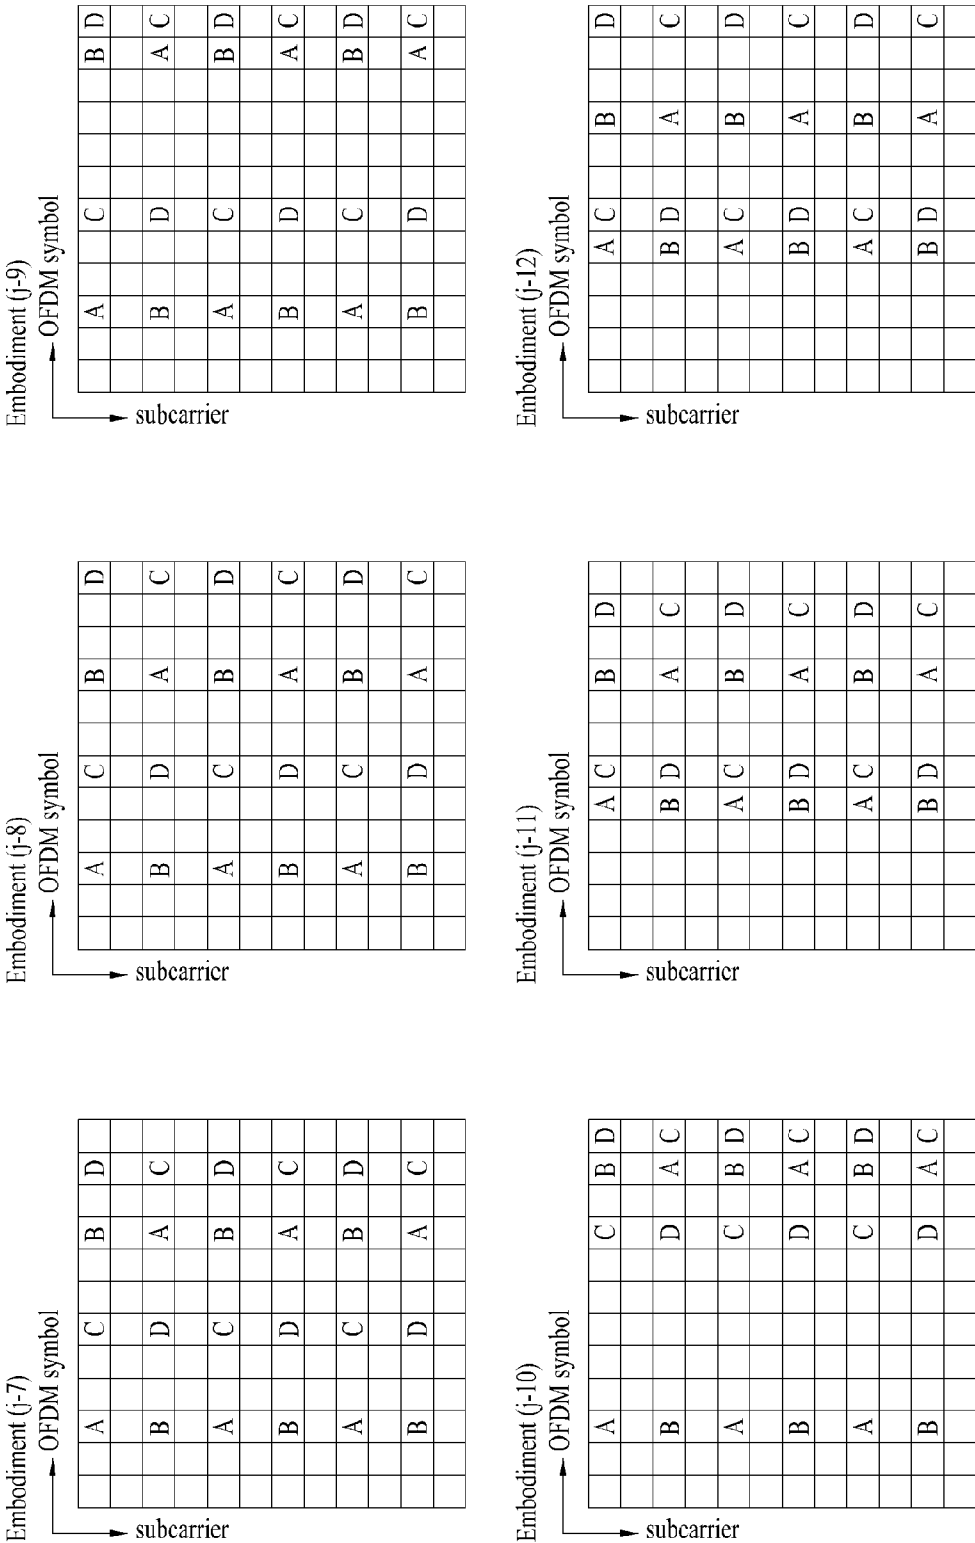 Embodiment (j-7)
OFDM symbol
subcarrier
A C B D
B D A C
A C B D
B D A C
A C B D
B D A C
Embodiment (j-8)
OFDM symbol
subcarrier
A C B D
B D A C
A C B D
B D A C
A C B D
B D A C
Embodiment (j-9)
OFDM symbol
subcarrier
A C B D
B D A C
A C B D
B D A C
A C B D
B D A C
Embodiment (j-10)
OFDM symbol
subcarrier
A C B D
B D A C
A C B D
B D A C
A C B D
B D A C
Embodiment (j-11)
OFDM symbol
subcarrier
A C B D
B D A C
A C B D
B D A C
A C B D
B D A C
Embodiment (j-12)
OFDM symbol
subcarrier
A C B D
B D A C
A C B D
B D A C
A C B D
B D A C